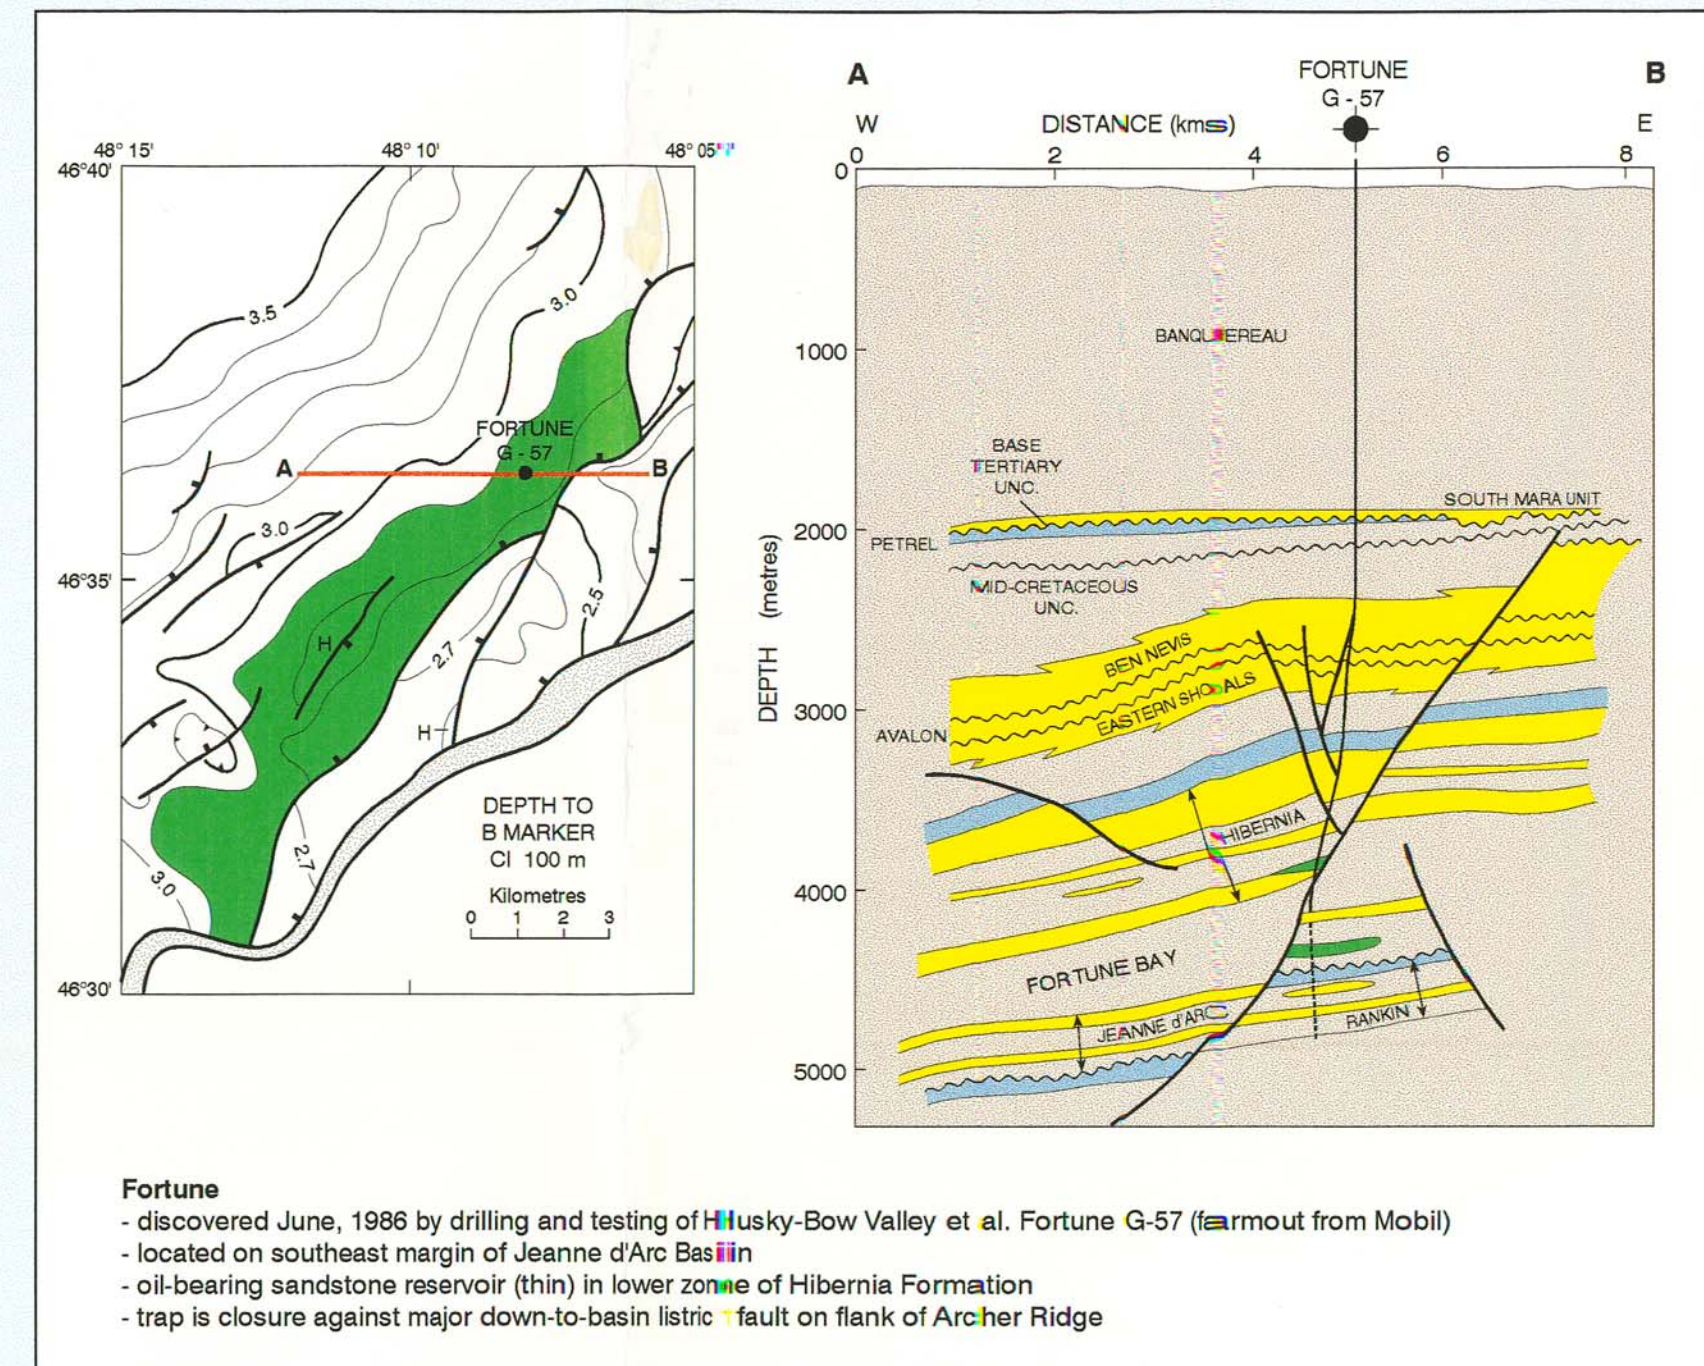 48° 15'
48° 10'
48° 05'
46°40'
3.5
3.0
FORTUNE
G - 57
A
B
3.0
46°35'
2.5
H
2.7
H
DEPTH TO
B MARKER
CI 100 m
Kilometres
0 1 2 3
2.7
3.0
46°30'
A
FORTUNE
G - 57
B
W
DISTANCE (kms)
E
0 2 4 6 8
0
1000
2000
3000
4000
5000
DEPTH (metres)
BANQUEREAU
BASE
TERTIARY
UNC.
SOUTH MARA UNIT
PETREL
MID-CRETACEOUS
UNC.
BEN NEVIS
EASTERN SHOALS
AVALON
HIBERNIA
FORTUNE BAY
JEANNE d'ARC
RANKIN
Fortune
- discovered June, 1986 by drilling and testing of Husky-Bow Valley et al. Fortune G-57 (farmout from Mobil)
- located on southeast margin of Jeanne d'Arc Basin
- oil-bearing sandstone reservoir (thin) in lower zone of Hibernia Formation
- trap is closure against major down-to-basin listric fault on flank of Archer Ridge